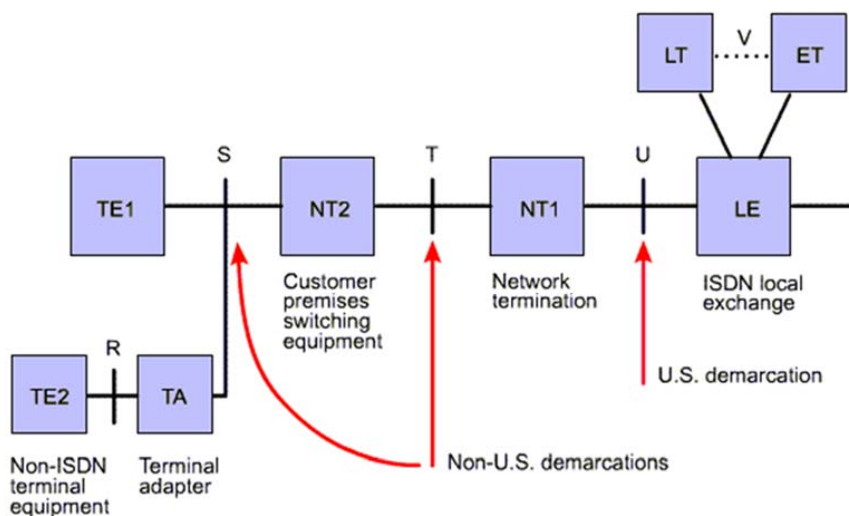 LT
V
ET
S
T
U
TE1
NT2
NT1
LE
Customer
premises
switching
equipment
Network
termination
ISDN local
exchange
R
TE2
TA
U.S. demarcation
Non-ISDN
terminal
equipment
Terminal
adapter
Non-U.S. demarcations